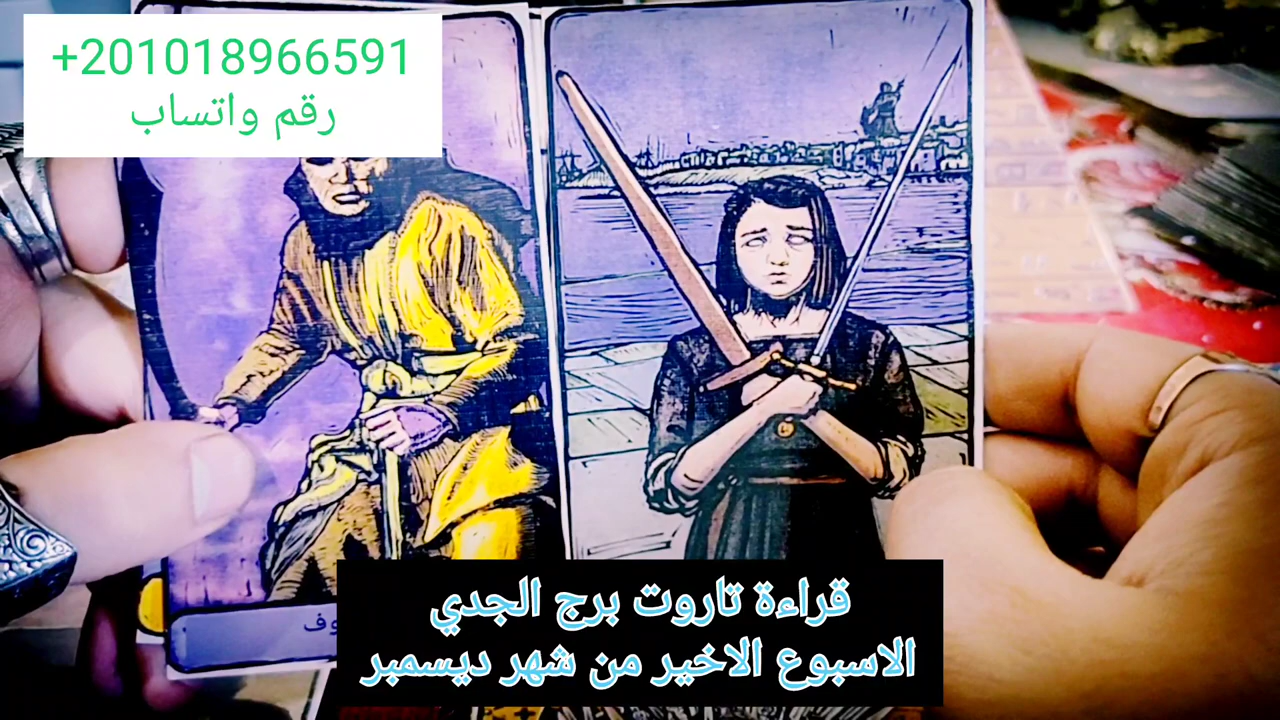 +201018966591
رقم واتساب
قراءة تاروت برج الجدي
الاسبوع الاخير من شهر ديسمبر